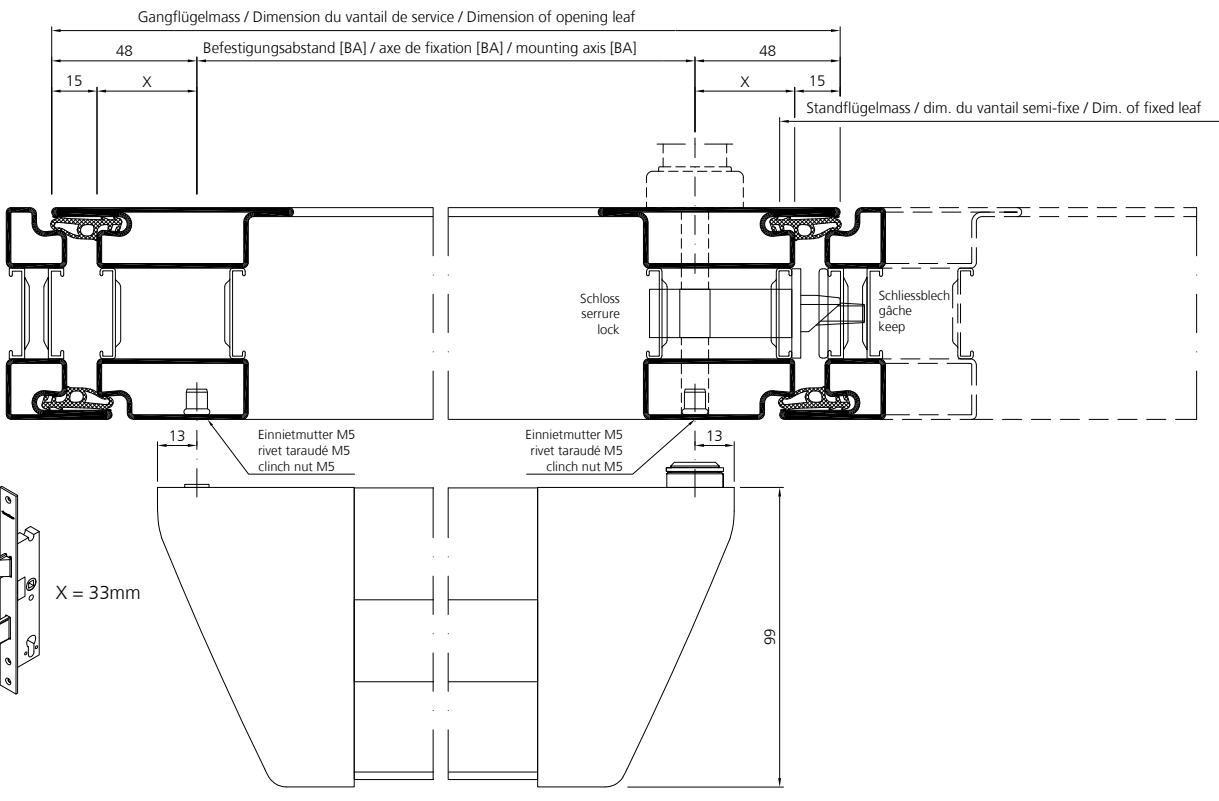 Gangflügelmass / Dimension du vantail de service / Dimension of opening leaf
48
Befestigungsabstand [BA] / axe de fixation [BA] / mounting axis [BA]
48
15
X
X
15
Standflügelmass / dim. du vantail semi-fixe / Dim. of fixed leaf
Schloss
serrure
lock
Schliessblech
gâche
keep
13
Einnietmutter M5
rivet taraudé M5
clinch nut M5
Einnietmutter M5
rivet taraudé M5
clinch nut M5
13
X = 33mm
99